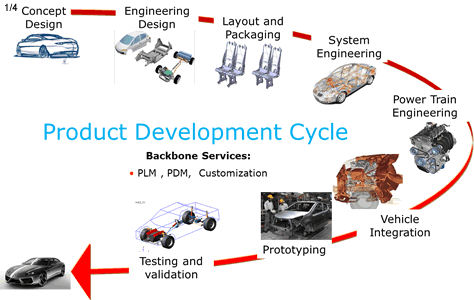 1/4
Concept
Design
Engineering
Design
Layout and
Packaging
System
Engineering
Power Train
Engineering
Product Development Cycle
Backbone Services:
• PLM , PDM, Customization
Vehicle
Integration
Prototyping
Testing and
validation